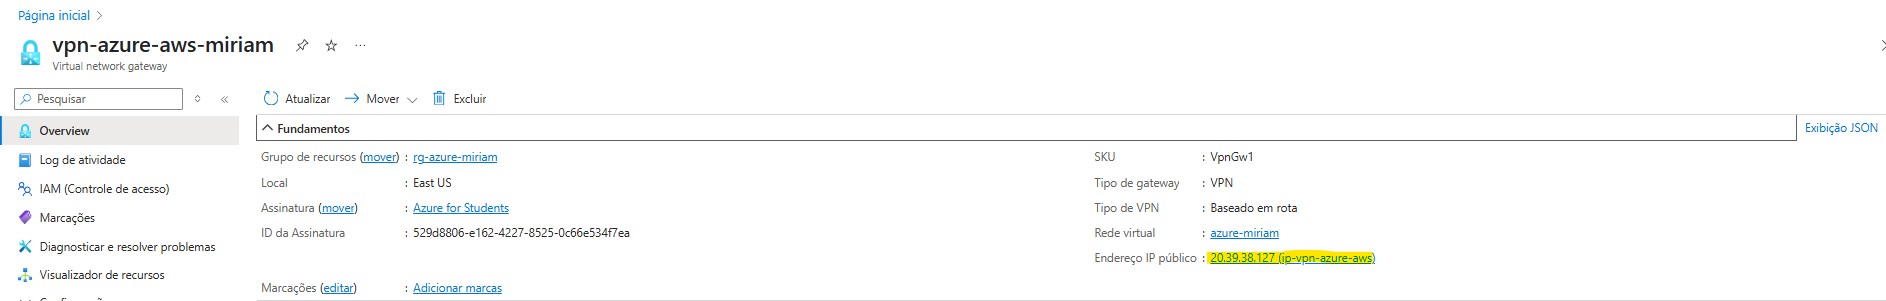 Página inicial
vpn-azure-aws-miriam
Virtual network gateway
Pesquisar
Atualizar Mover Excluir
Overview
Log de atividade
IAM (Controle de acesso)
Marcações
Diagnosticar e resolver problemas
Visualizador de recursos
Fundamentos
Exibição JSON
Grupo de recursos (mover) : rg-azure-miriam
Local : East US
Assinatura (mover) : Azure for Students
ID da Assinatura : 529d8806-e162-4227-8525-0c66e534f7ea
SKU : VpnGw1
Tipo de gateway : VPN
Tipo de VPN : Baseado em rota
Rede virtual : azure-miriam
Endereço IP público : 20.39.38.127 (ip-vpn-azure-aws)
Marcações (editar) : Adicionar marcas